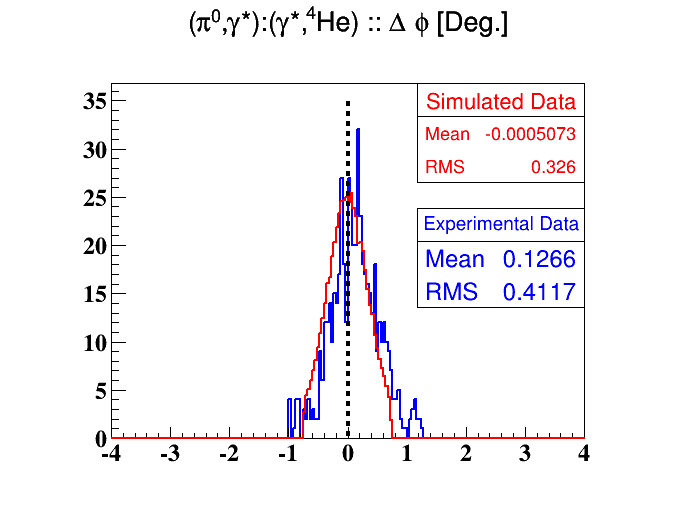 (π⁰,γ*):(γ*,⁴He) :: Δ φ [Deg.]
Simulated Data
Mean -0.0005073
RMS 0.326
Experimental Data
Mean 0.1266
RMS 0.4117
35
30
25
20
15
10
5
0
-4 -3 -2 -1 0 1 2 3 4